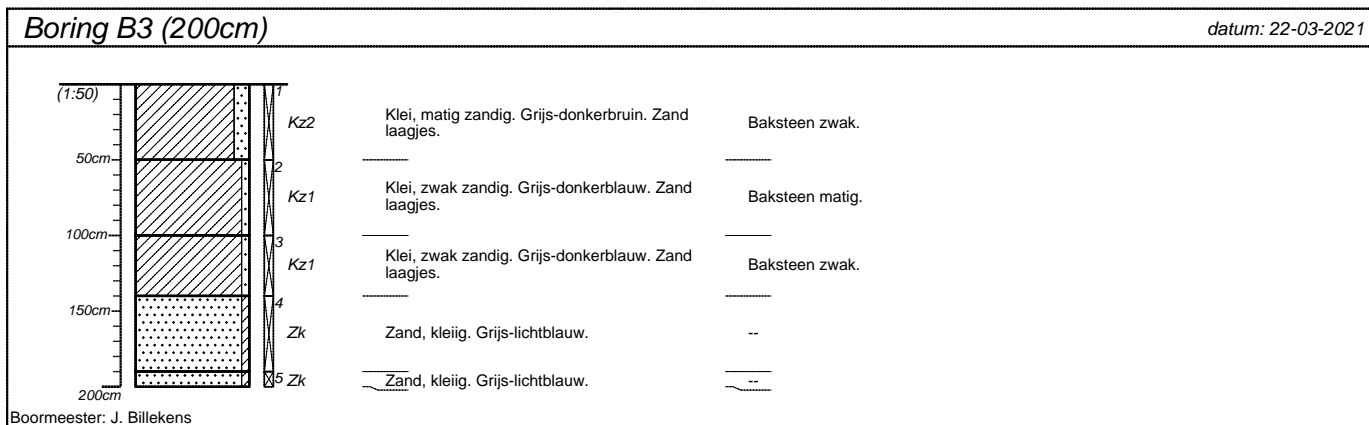 Boring B3 (200cm)
datum: 22-03-2021
(1:50)
1
Kz2
Klei, matig zandig. Grijs-donkerbruin. Zand
laagjes.
Baksteen zwak.
50cm
2
Kz1
Klei, zwak zandig. Grijs-donkerblauw. Zand
laagjes.
Baksteen matig.
100cm
3
Kz1
Klei, zwak zandig. Grijs-donkerblauw. Zand
laagjes.
Baksteen zwak.
4
150cm
Zk
Zand, kleiig. Grijs-lichtblauw.
--
5
Zk
Zand, kleiig. Grijs-lichtblauw.
--
200cm
Boormeester: J. Billekens